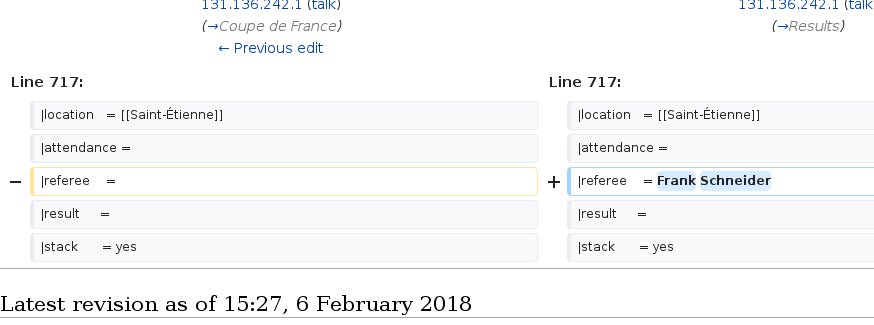 131.136.242.1 (talk) 131.136.242.1 (talk
(→Coupe de France) (→Results)
← Previous edit
Line 717: Line 717:
|location = [[Saint-Étienne]] |location = [[Saint-Étienne]]
|attendance = |attendance =
− |referee = + |referee = Frank Schneider
|result = |result =
|stack = yes |stack = yes
Latest revision as of 15:27, 6 February 2018